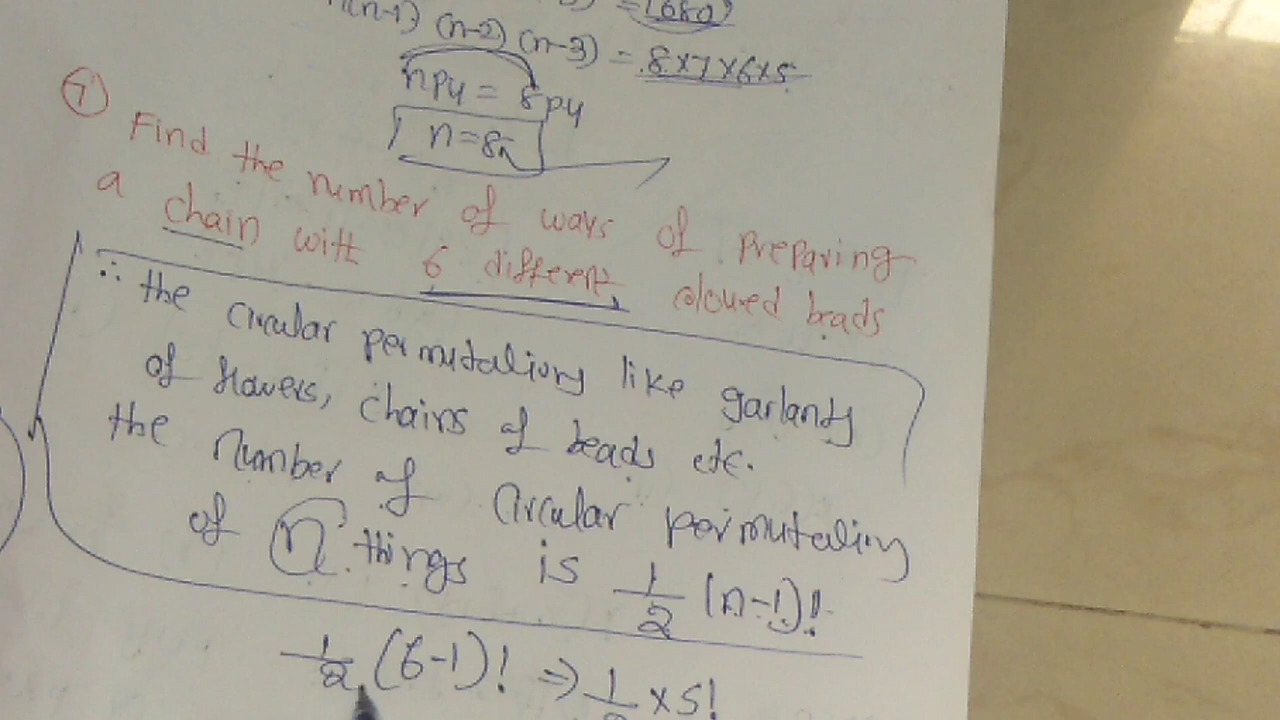 (n-1) (n-2) (n-3) = 8×7×6×5
= 1680
nP4 = 8P4
n=8
7
Find the number of ways of preparing
a chain with 6 different coloured beads
∴ the circular permutations like garlands
of flowers, chains of beads etc.
the number of circular permutations
of n things is 1/2 (n-1)!
1/2 (6-1)! ⇒ 1/2 × 5!